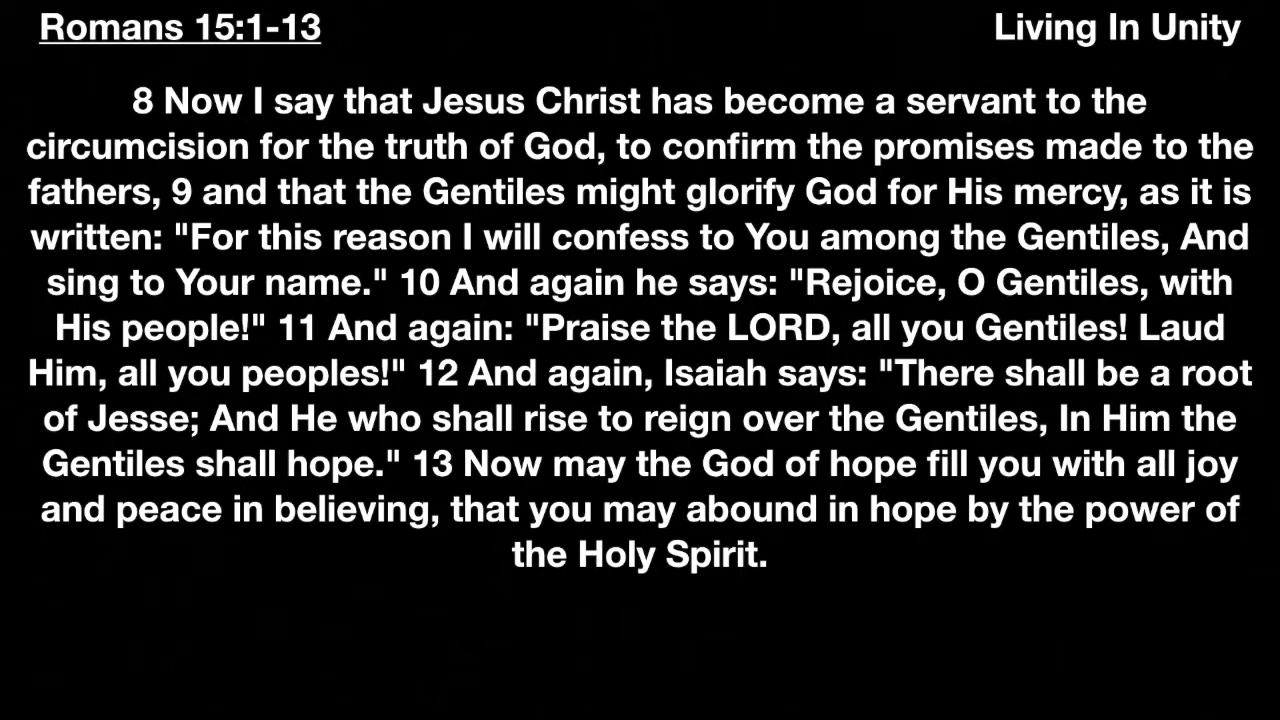 Romans 15:1-13
Living In Unity
8 Now I say that Jesus Christ has become a servant to the
circumcision for the truth of God, to confirm the promises made to the
fathers, 9 and that the Gentiles might glorify God for His mercy, as it is
written: "For this reason I will confess to You among the Gentiles, And
sing to Your name." 10 And again he says: "Rejoice, O Gentiles, with
His people!" 11 And again: "Praise the LORD, all you Gentiles! Laud
Him, all you peoples!" 12 And again, Isaiah says: "There shall be a root
of Jesse; And He who shall rise to reign over the Gentiles, In Him the
Gentiles shall hope." 13 Now may the God of hope fill you with all joy
and peace in believing, that you may abound in hope by the power of
the Holy Spirit.